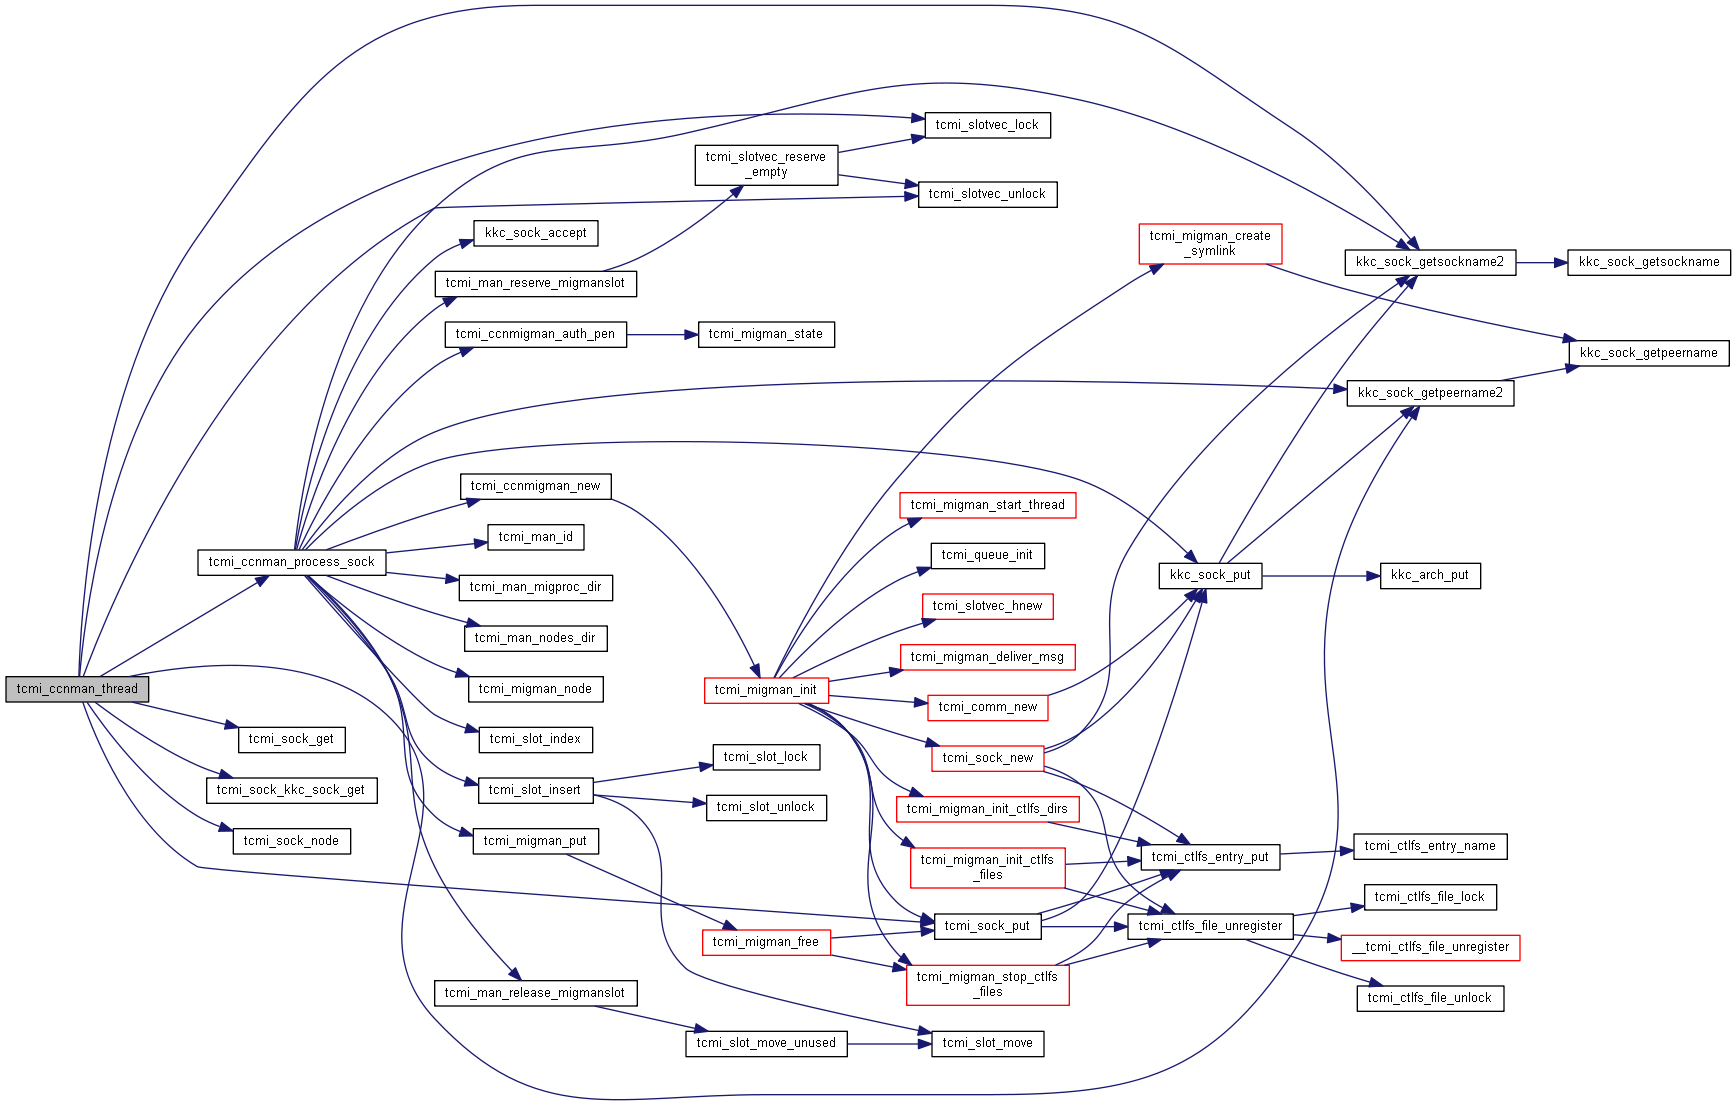 tcmi_slotvec_lock
tcmi_slotvec_reserve
_empty
tcmi_slotvec_unlock
kkc_sock_accept
tcmi_migman_create
_symlink
kkc_sock_getsockname2
kkc_sock_getsockname
tcmi_man_reserve_migmanslot
tcmi_ccnmigman_auth_pen
tcmi_migman_state
kkc_sock_getpeername
kkc_sock_getpeername2
tcmi_ccnmigman_new
tcmi_migman_start_thread
tcmi_man_id
tcmi_queue_init
tcmi_ccnman_process_sock
kkc_sock_put
kkc_arch_put
tcmi_man_migproc_dir
tcmi_slotvec_hnew
tcmi_man_nodes_dir
tcmi_migman_deliver_msg
tcmi_ccnman_thread
tcmi_migman_node
tcmi_migman_init
tcmi_comm_new
tcmi_sock_get
tcmi_slot_index
tcmi_slot_lock
tcmi_sock_new
tcmi_sock_kkc_sock_get
tcmi_slot_insert
tcmi_slot_unlock
tcmi_migman_init_ctlfs_dirs
tcmi_sock_node
tcmi_migman_put
tcmi_migman_init_ctlfs
_files
tcmi_ctlfs_entry_put
tcmi_ctlfs_entry_name
tcmi_ctlfs_file_lock
tcmi_migman_free
tcmi_sock_put
tcmi_ctlfs_file_unregister
__tcmi_ctlfs_file_unregister
tcmi_man_release_migmanslot
tcmi_migman_stop_ctlfs
_files
tcmi_ctlfs_file_unlock
tcmi_slot_move_unused
tcmi_slot_move